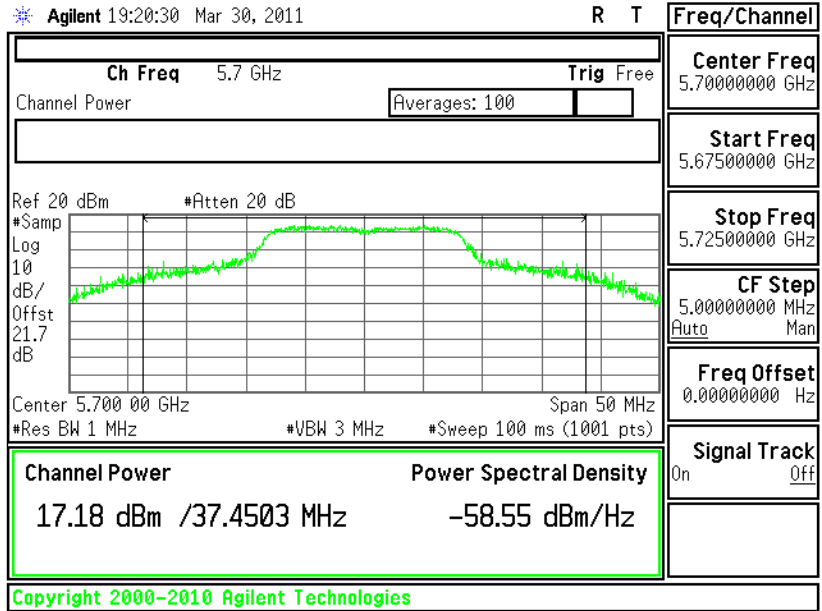 Agilent 19:20:30 Mar 30, 2011 R T
Freq/Channel
Ch Freq 5.7 GHz Trig Free
Channel Power Averages: 100
Center Freq
5.70000000 GHz
Start Freq
5.67500000 GHz
Stop Freq
5.72500000 GHz
CF Step
5.00000000 MHz
Auto Man
Freq Offset
0.00000000 Hz
Signal Track
On Off
Ref 20 dBm #Atten 20 dB
#Samp
Log
10
dB/
Offst
21.7
dB
Center 5.700 00 GHz Span 50 MHz
#Res BW 1 MHz #VBW 3 MHz #Sweep 100 ms (1001 pts)
Channel Power Power Spectral Density
17.18 dBm /37.4503 MHz -58.55 dBm/Hz
Copyright 2000-2010 Agilent Technologies